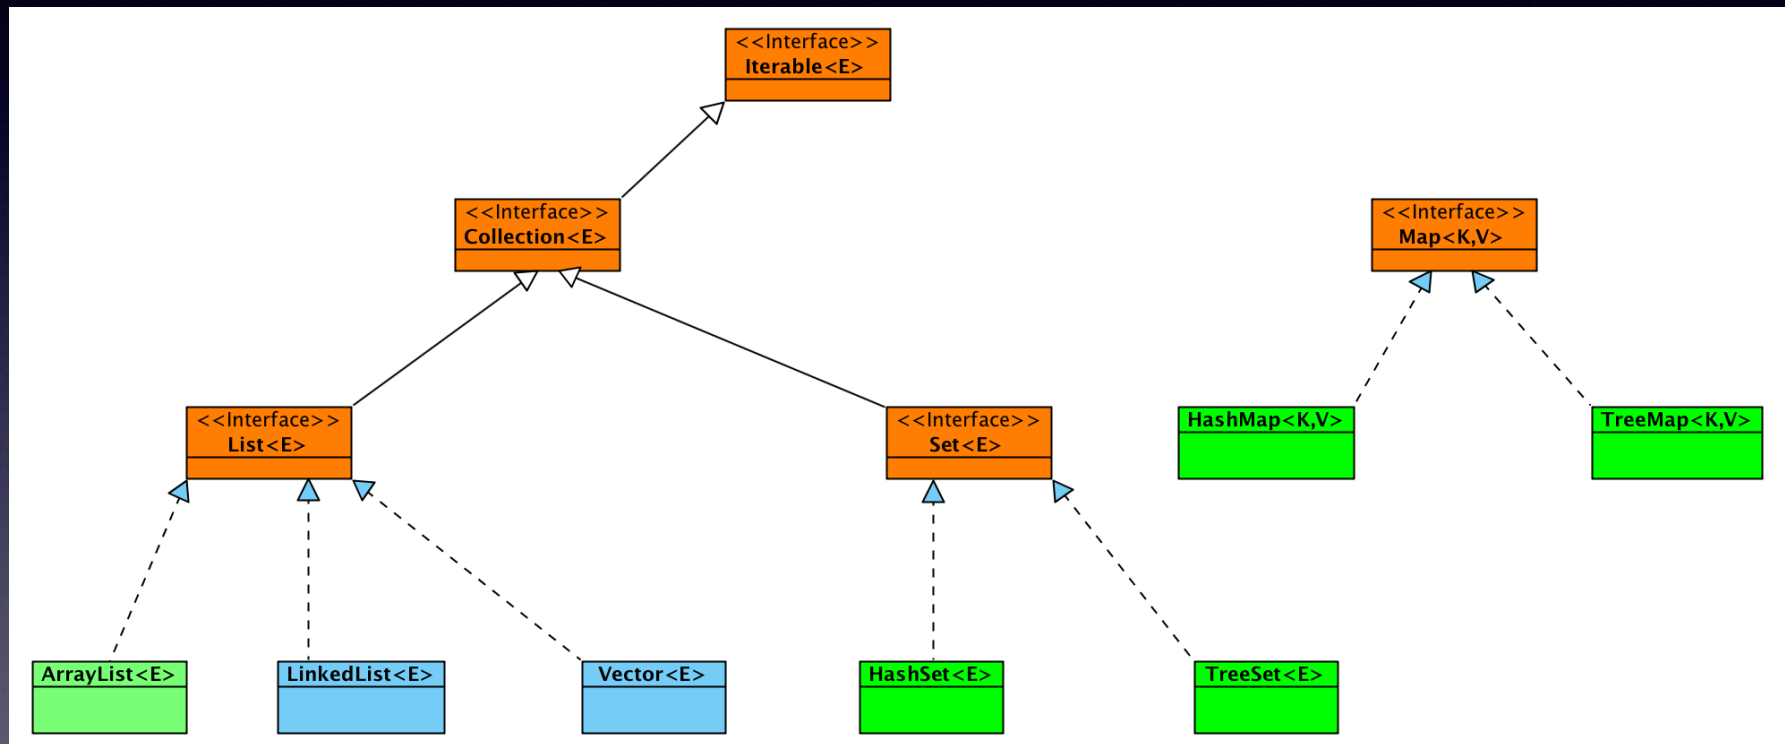 <<Interface>>
Iterable<E>
<<Interface>>
Collection<E>
<<Interface>>
Map<K,V>
<<Interface>>
List<E>
<<Interface>>
Set<E>
HashMap<K,V>
TreeMap<K,V>
ArrayList<E>
LinkedList<E>
Vector<E>
HashSet<E>
TreeSet<E>